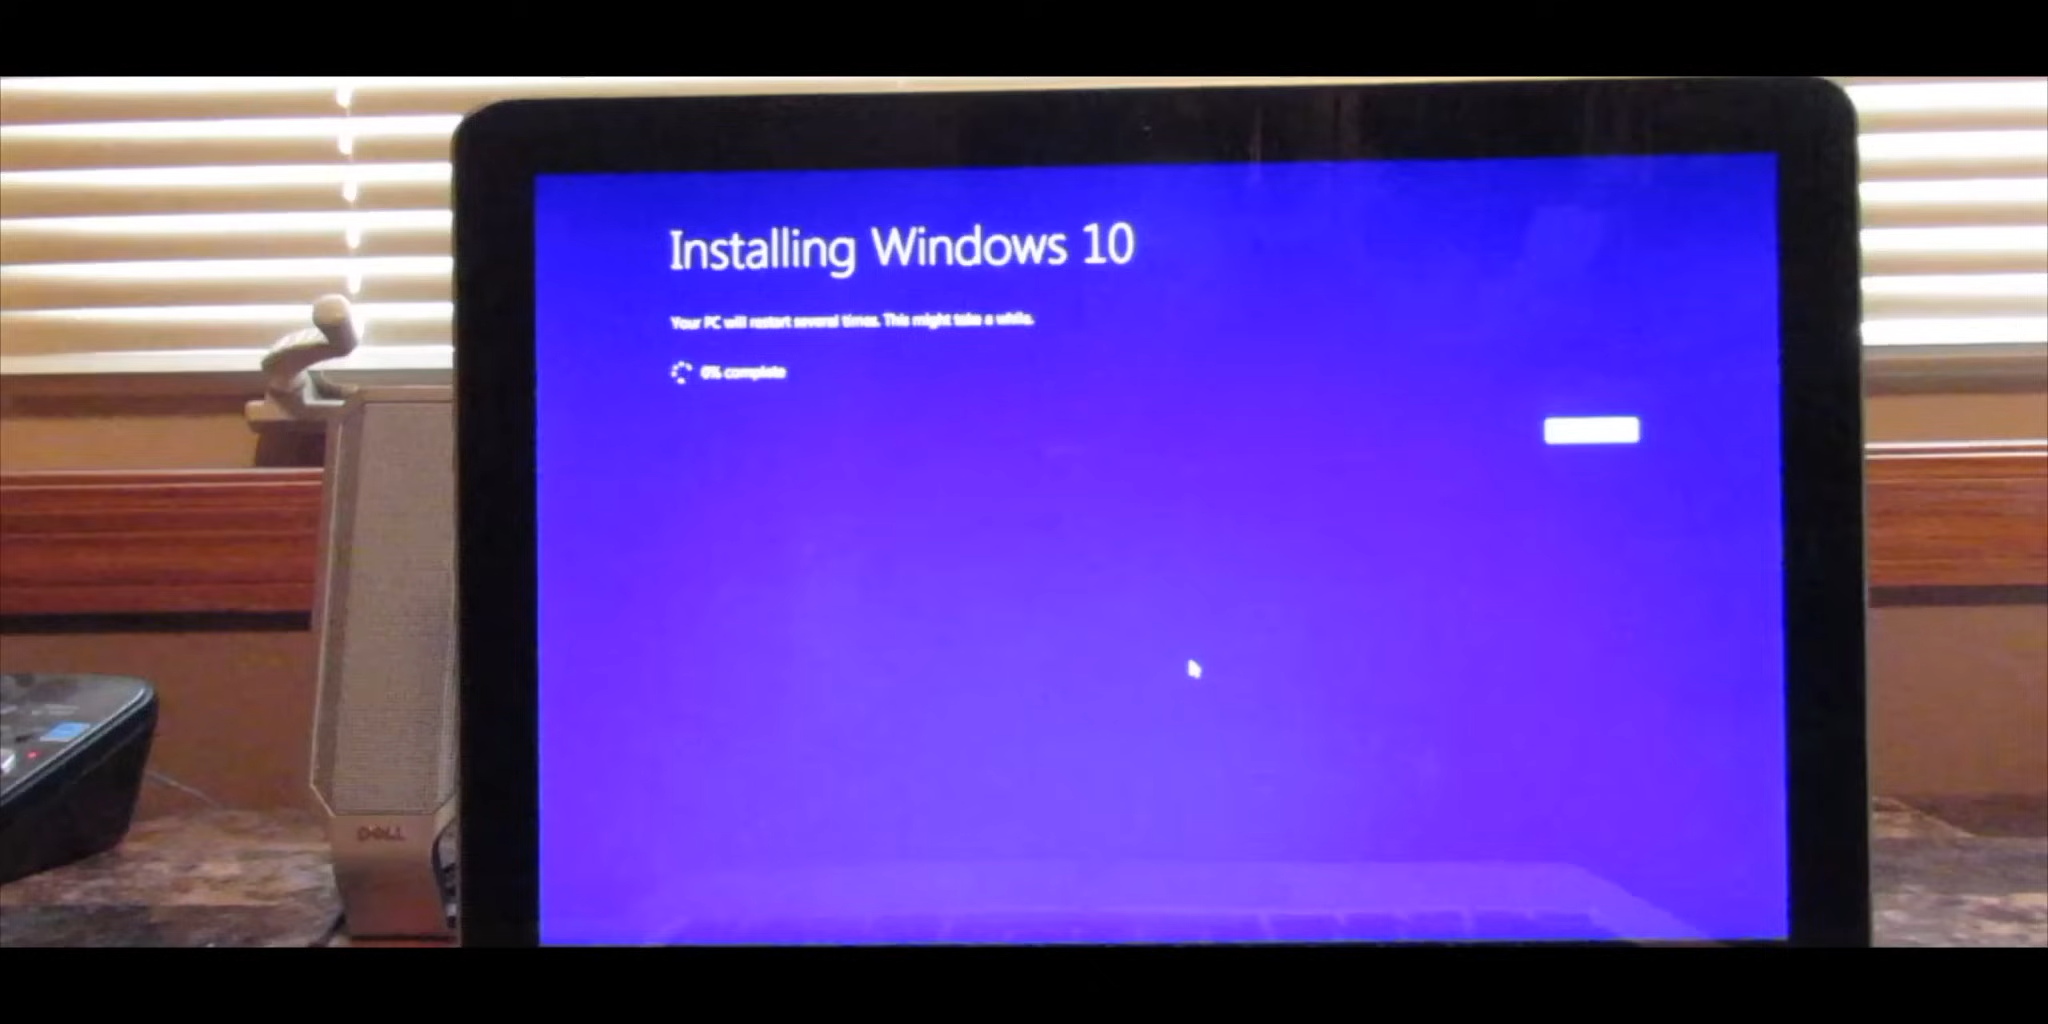 Installing Windows 10
Your PC will restart several times. This might take a while.
0% complete
DELL